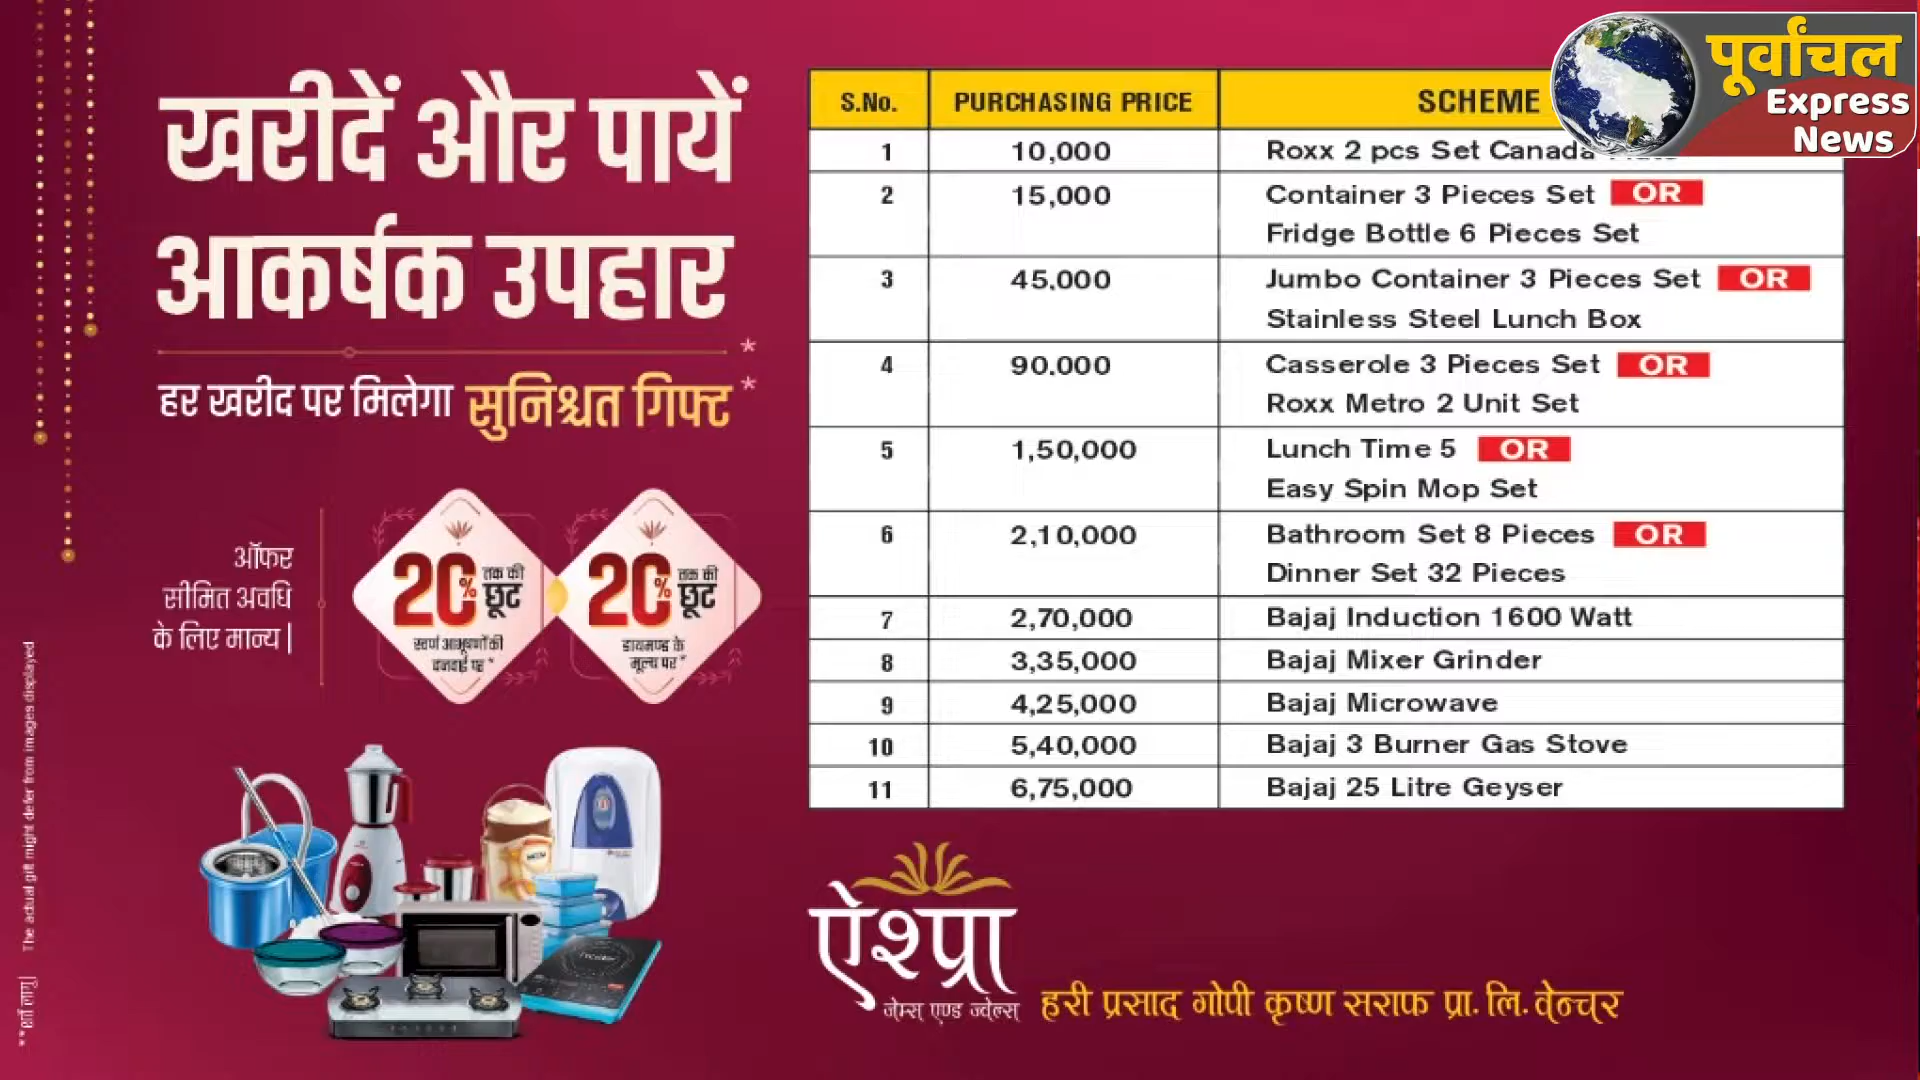 खरीदें और पायें
आकर्षक उपहार
*
हर खरीद पर मिलेगा सुनिश्चत गिफ्ट *
ऑफर
सीमित अवधि
के लिए मान्य |
20% तक की छूट
स्वर्ण आभूषणों की
बनवाई पर *
20% तक की छूट
डायमण्ड के
मूल्य पर *
The actual gift might defer from images displayed
**शर्तें लागू|
S.No. PURCHASING PRICE SCHEME
1 10,000 Roxx 2 pcs Set Canada
2 15,000 Container 3 Pieces Set OR
Fridge Bottle 6 Pieces Set
3 45,000 Jumbo Container 3 Pieces Set OR
Stainless Steel Lunch Box
4 90,000 Casserole 3 Pieces Set OR
Roxx Metro 2 Unit Set
5 1,50,000 Lunch Time 5 OR
Easy Spin Mop Set
6 2,10,000 Bathroom Set 8 Pieces OR
Dinner Set 32 Pieces
7 2,70,000 Bajaj Induction 1600 Watt
8 3,35,000 Bajaj Mixer Grinder
9 4,25,000 Bajaj Microwave
10 5,40,000 Bajaj 3 Burner Gas Stove
11 6,75,000 Bajaj 25 Litre Geyser
पूर्वांचल
Express
News
ऐश्प्रा
जेम्स एण्ड ज्वेल्स
हरी प्रसाद गोपी कृष्ण सराफ प्रा. लि. वेन्चर